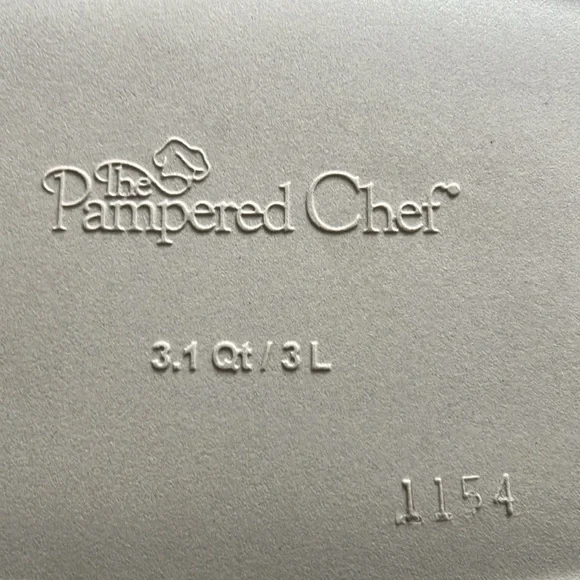 The
Pampered Chef®
3.1 Qt / 3 L
1154